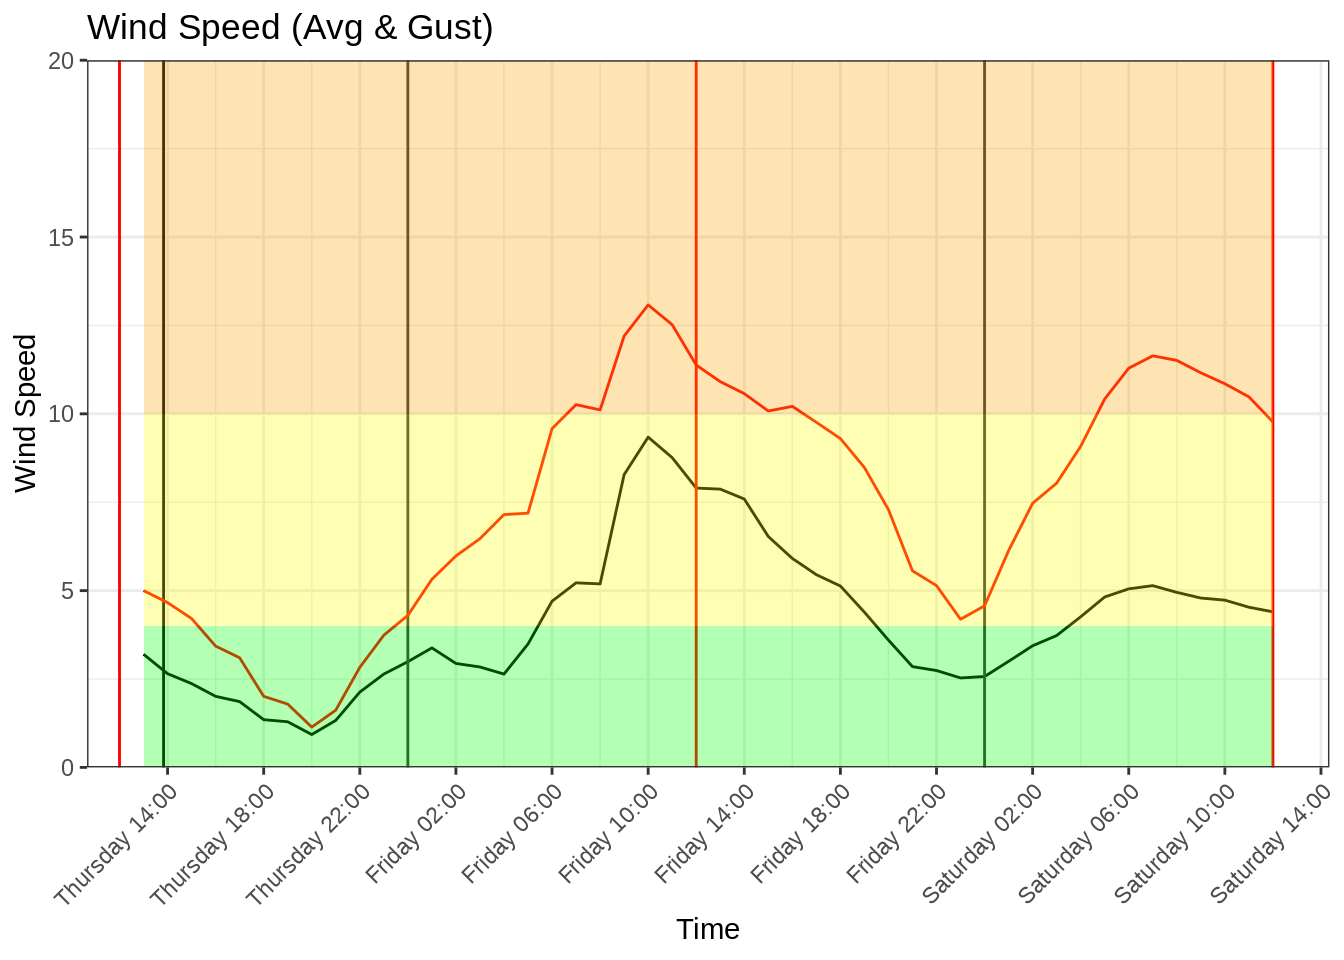 Wind Speed (Avg & Gust)
20
15
10
5
0
Wind Speed
Thursday 14:00
Thursday 18:00
Thursday 22:00
Friday 02:00
Friday 06:00
Friday 10:00
Friday 14:00
Friday 18:00
Friday 22:00
Saturday 02:00
Saturday 06:00
Saturday 10:00
Saturday 14:00
Time